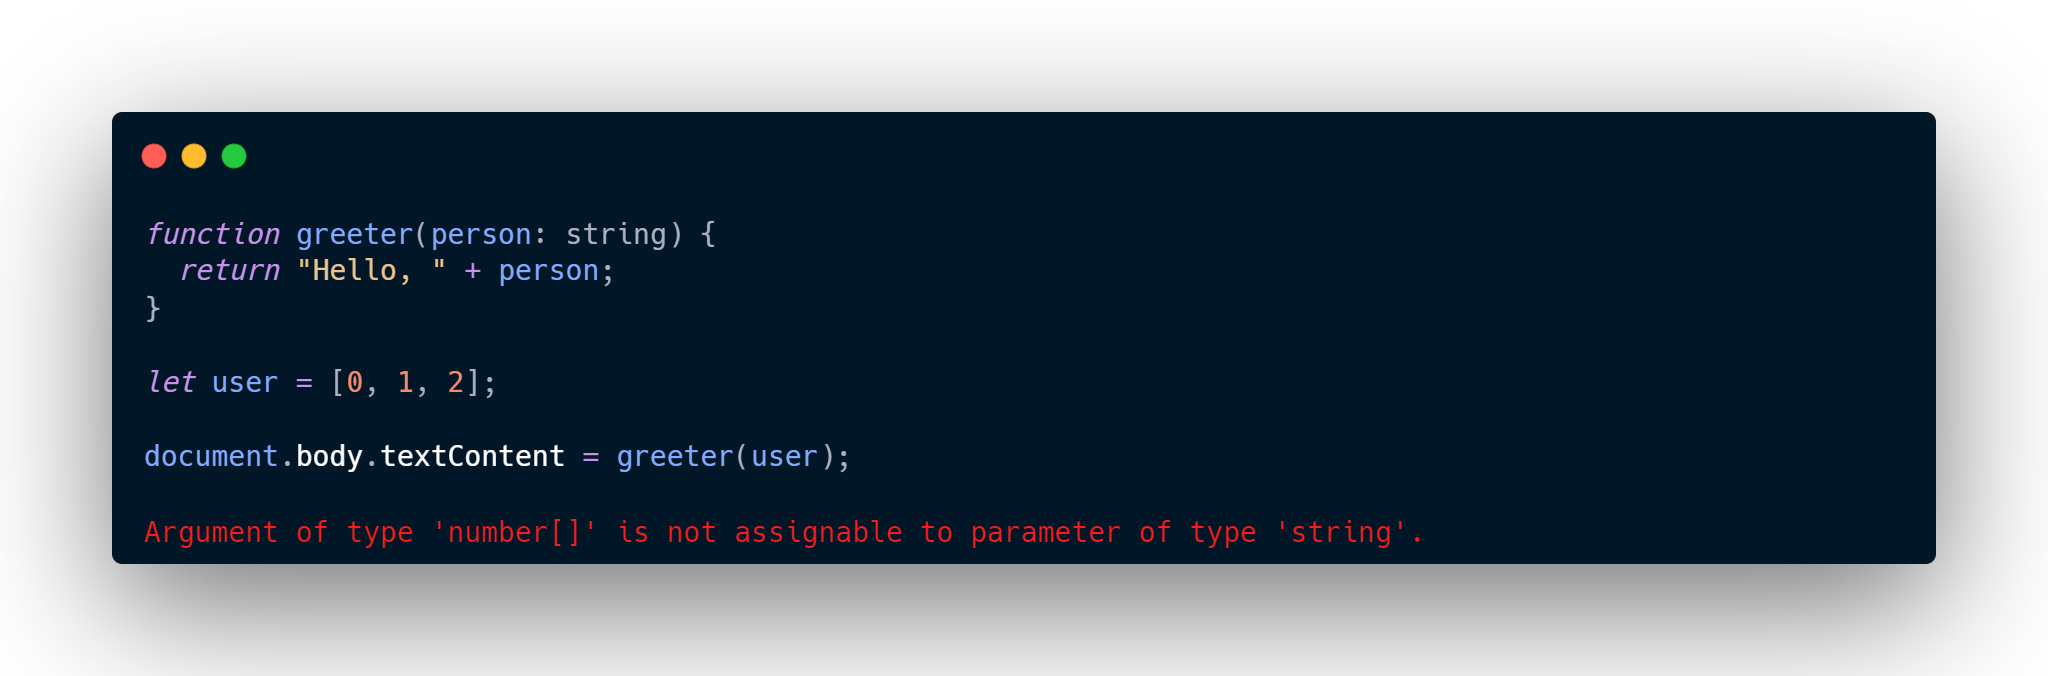 function greeter(person: string) {
  return "Hello, " + person;
}
let user = [0, 1, 2];
document.body.textContent = greeter(user);
Argument of type 'number[]' is not assignable to parameter of type 'string'.